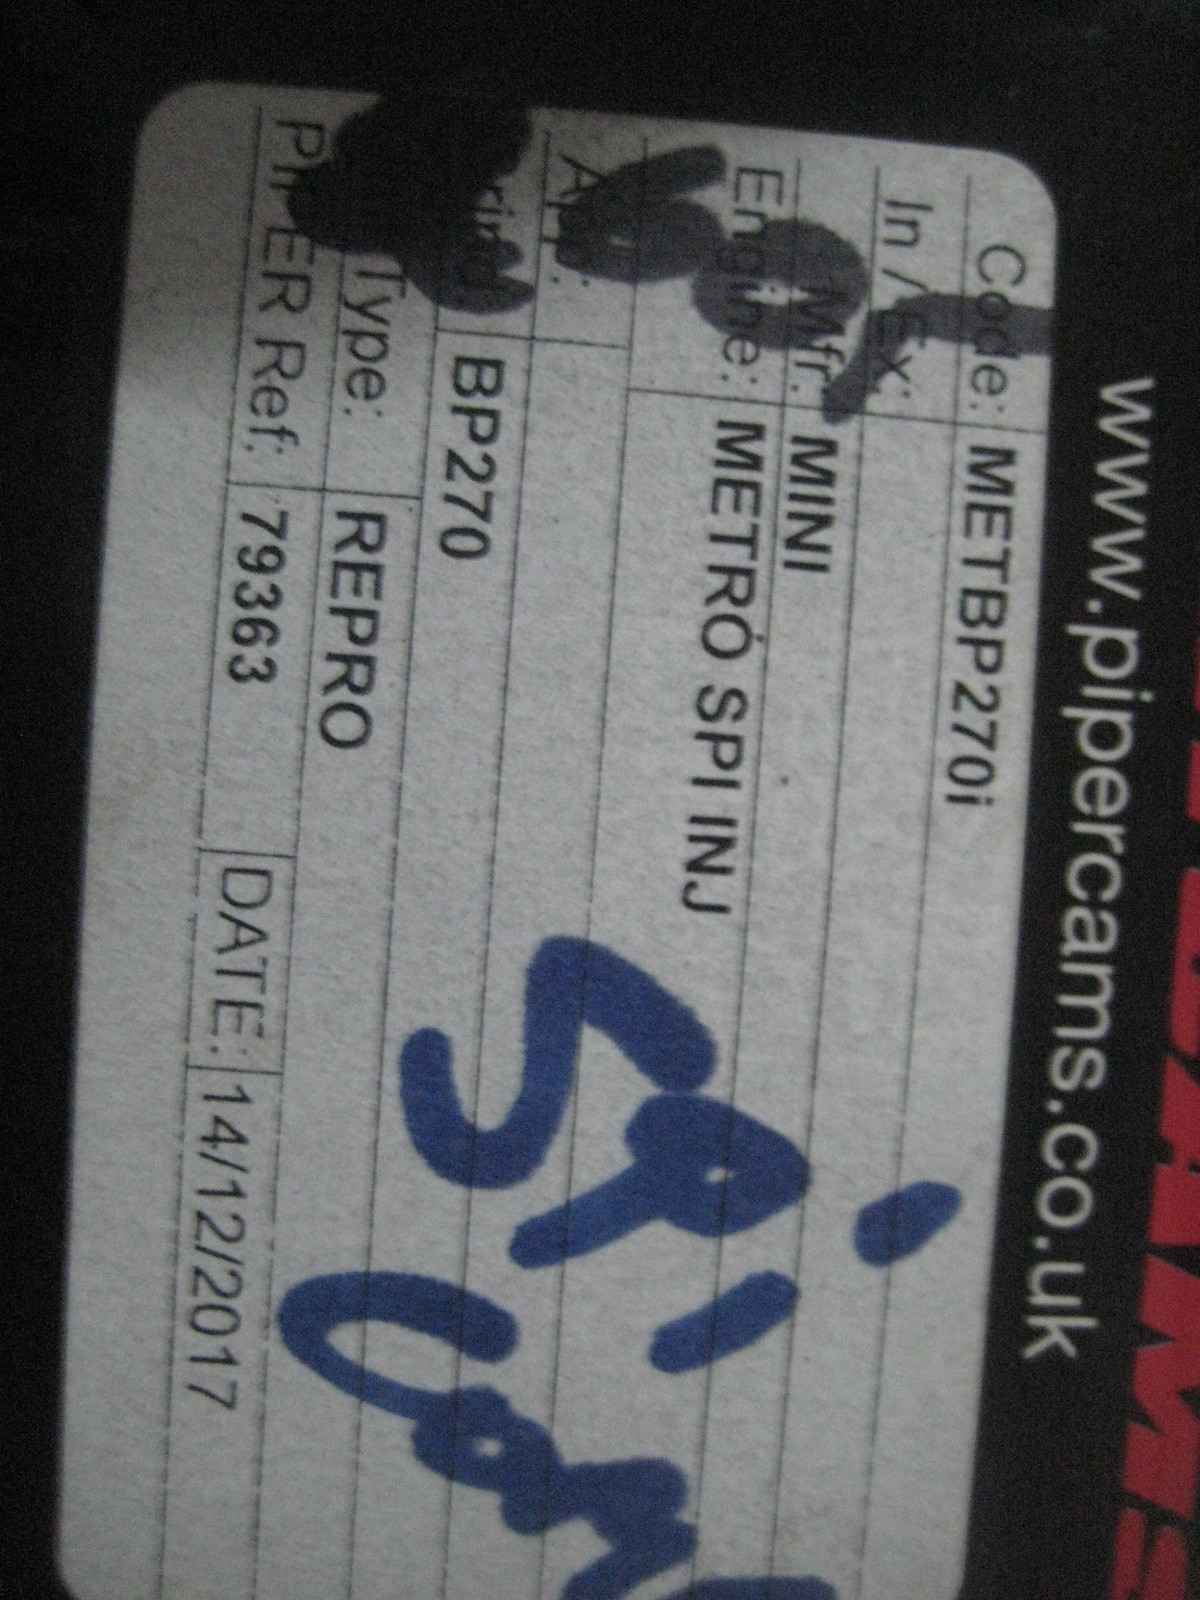 www.pipercams.co.uk
Code: METBP270i
In / Ex:
Mfr: MINI
Engine: METRO SPI INJ
BP270
Type: REPRO
PIPER Ref: 79363 DATE: 14/12/2017
SPi
Cam